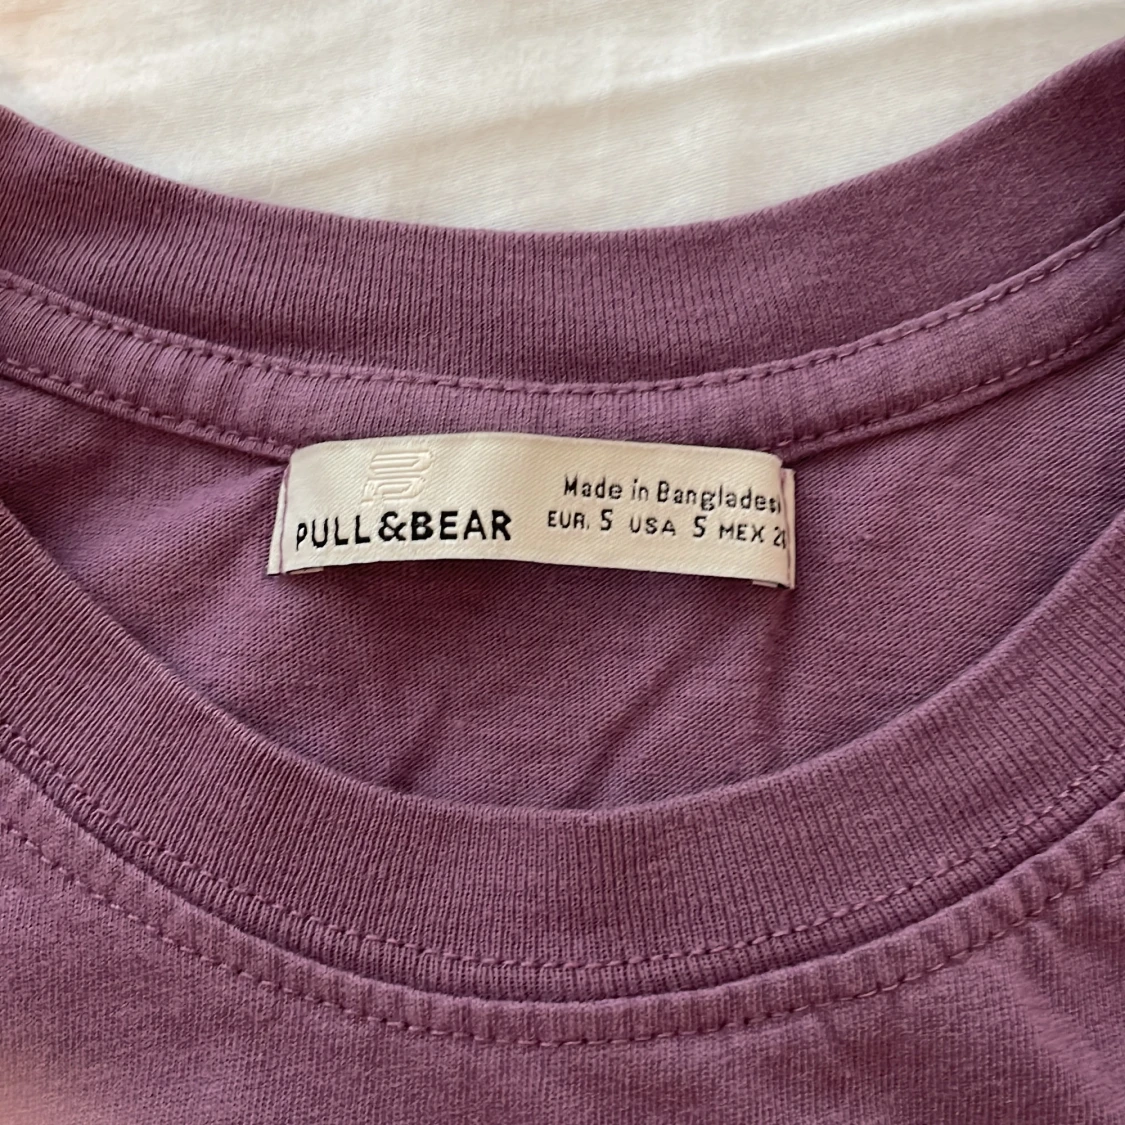 PULL&BEAR
Made in Bangladesh
EUR. S USA S MEX